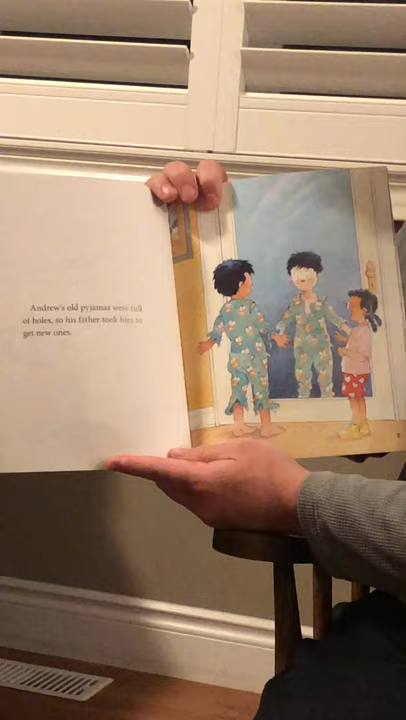 Andrew's old pyjamas were full
of holes, so his father took him to
get new ones.